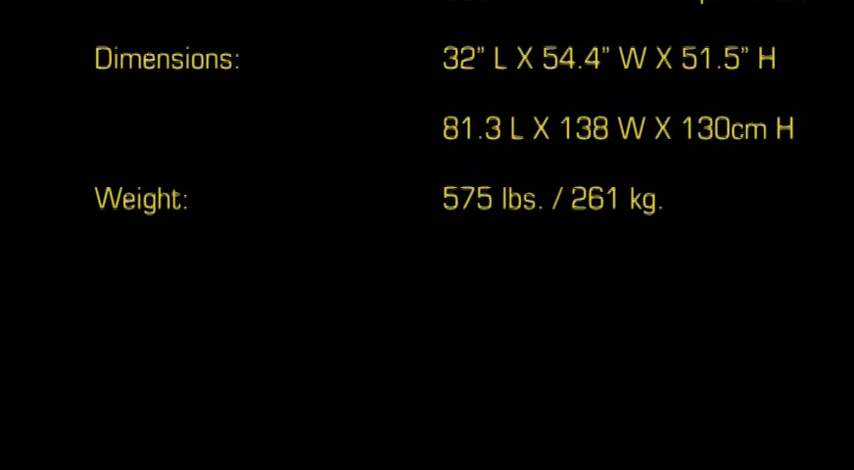 Dimensions: 32” L X 54.4” W X 51.5” H
81.3 L X 138 W X 130cm H
Weight: 575 lbs. / 261 kg.